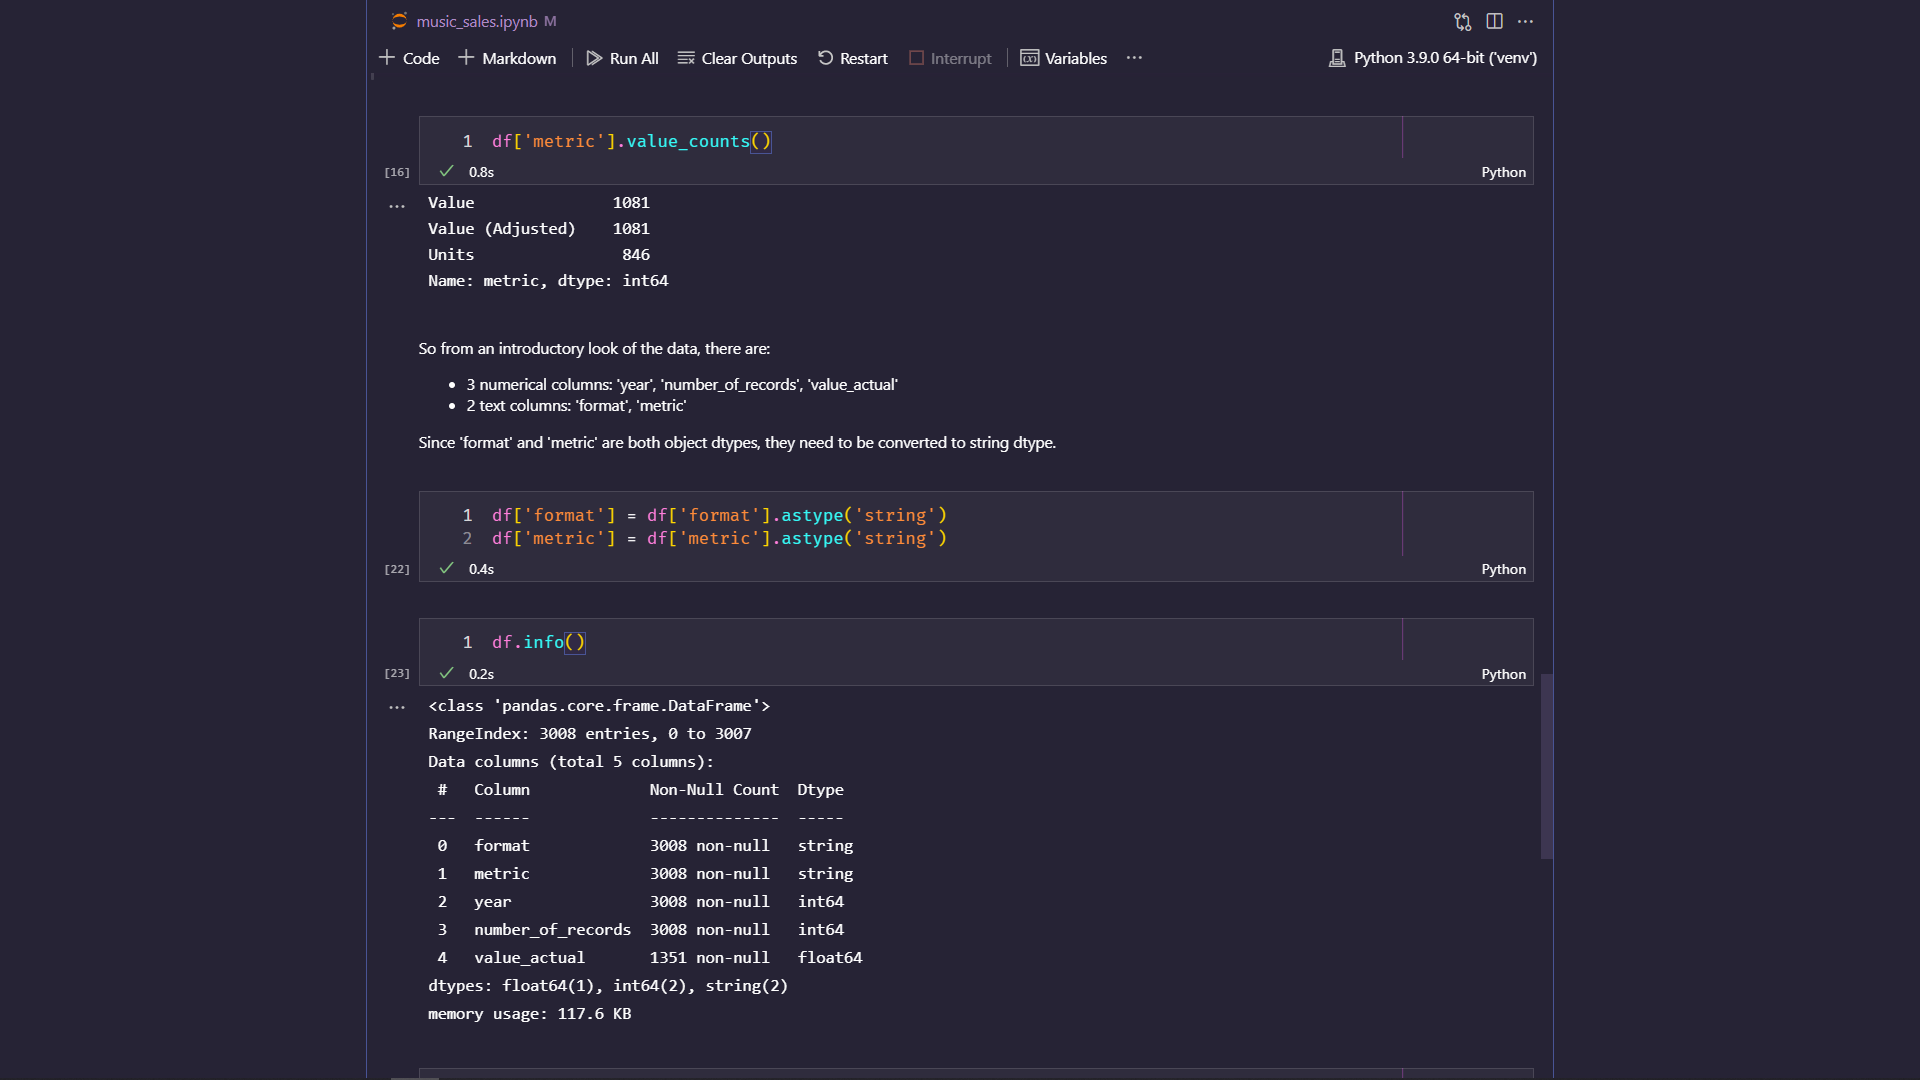 music_sales.ipynb M
Code Markdown Run All Clear Outputs Restart Interrupt Variables ... Python 3.9.0 64-bit ('venv')
1 df['metric'].value_counts()
[16] 0.8s Python
... Value 1081
Value (Adjusted) 1081
Units 846
Name: metric, dtype: int64
So from an introductory look of the data, there are:
• 3 numerical columns: 'year', 'number_of_records', 'value_actual'
• 2 text columns: 'format', 'metric'
Since 'format' and 'metric' are both object dtypes, they need to be converted to string dtype.
1 df['format'] = df['format'].astype('string')
2 df['metric'] = df['metric'].astype('string')
[22] 0.4s Python
1 df.info()
[23] 0.2s Python
... <class 'pandas.core.frame.DataFrame'>
RangeIndex: 3008 entries, 0 to 3007
Data columns (total 5 columns):
# Column Non-Null Count Dtype
--- ------ -------------- -----
0 format 3008 non-null string
1 metric 3008 non-null string
2 year 3008 non-null int64
3 number_of_records 3008 non-null int64
4 value_actual 1351 non-null float64
dtypes: float64(1), int64(2), string(2)
memory usage: 117.6 KB